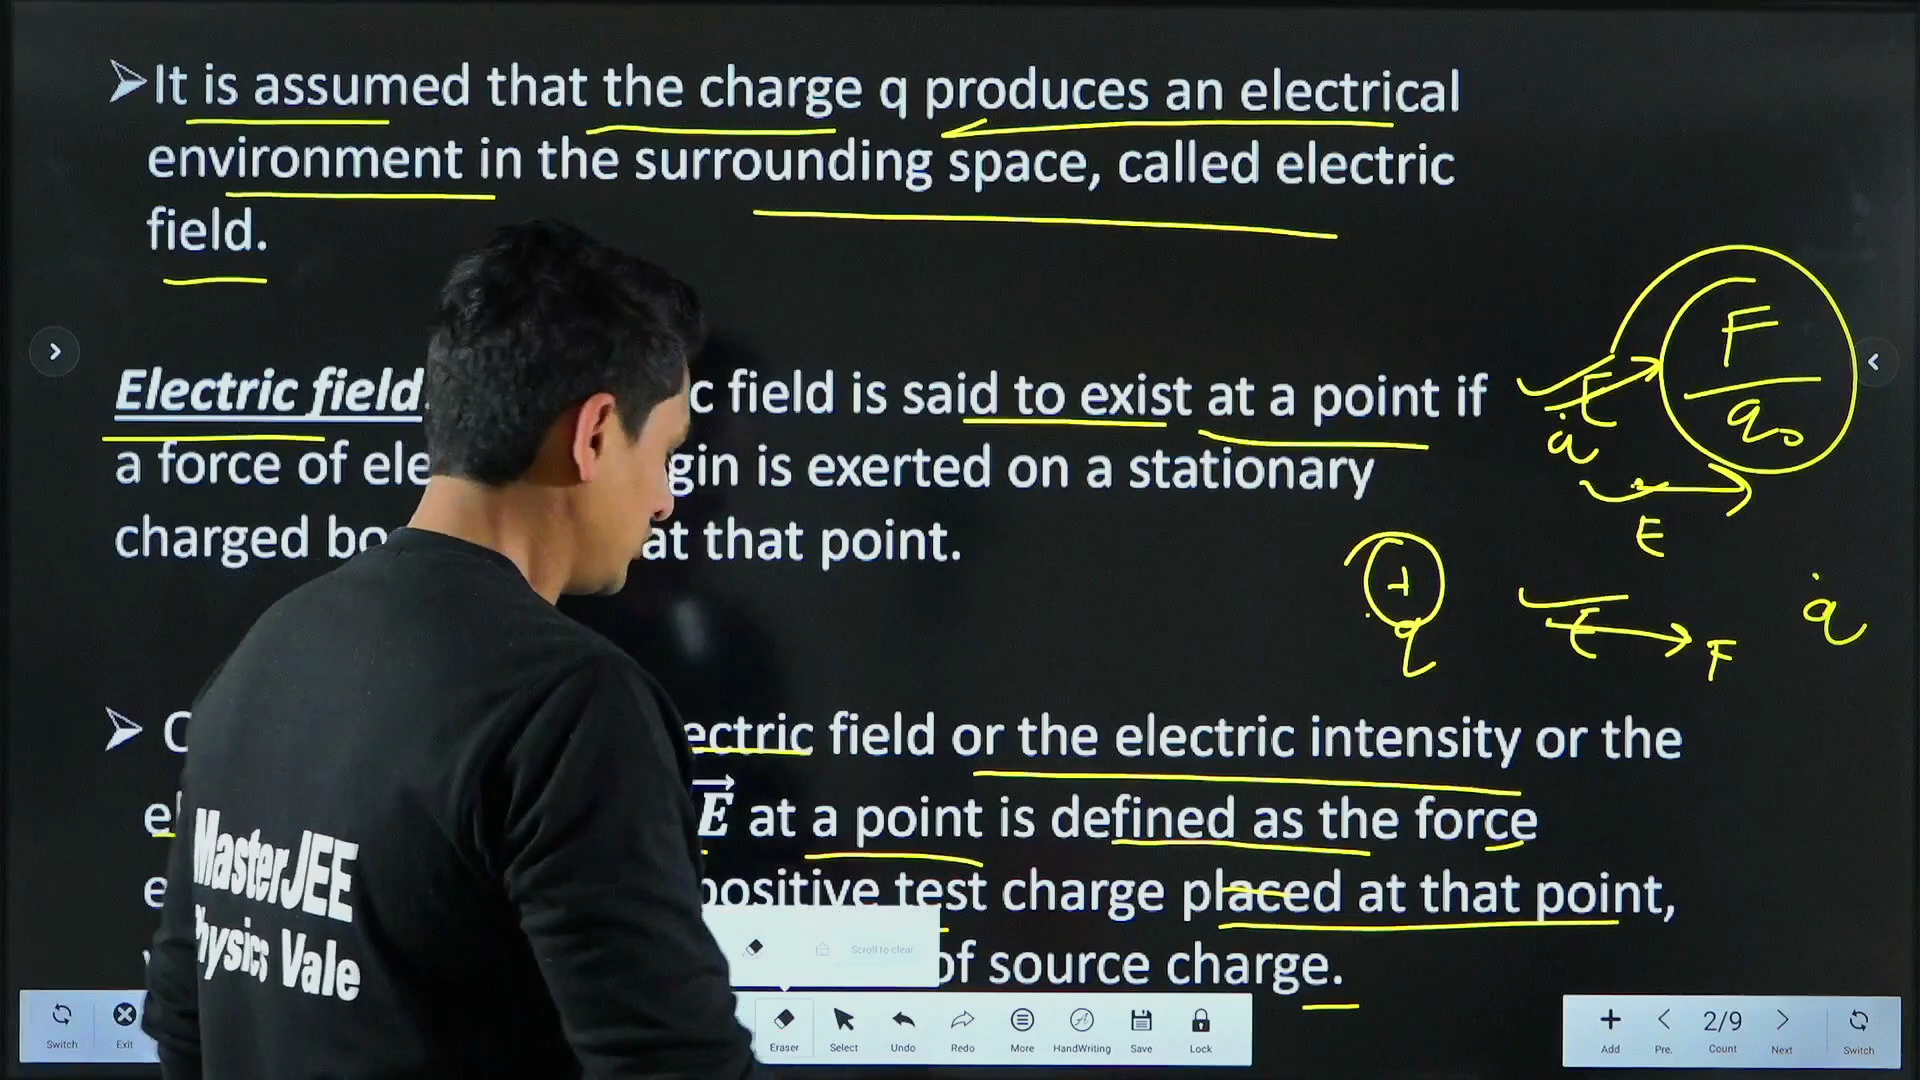 It is assumed that the charge q produces an electrical
environment in the surrounding space, called electric
field.
F
q₀
E
q
E
Electric field c field is said to exist at a point if
a force of ele gin is exerted on a stationary
charged bo at that point.
+
q
E
F
q
ectric field or the electric intensity or the
E at a point is defined as the force
positive test charge placed at that point,
of source charge.
MasterJEE
Physics Vale
Scroll to clear
Switch Exit Eraser Select Undo Redo More HandWriting Save Lock
Add Pre. 2/9 Count Next Switch